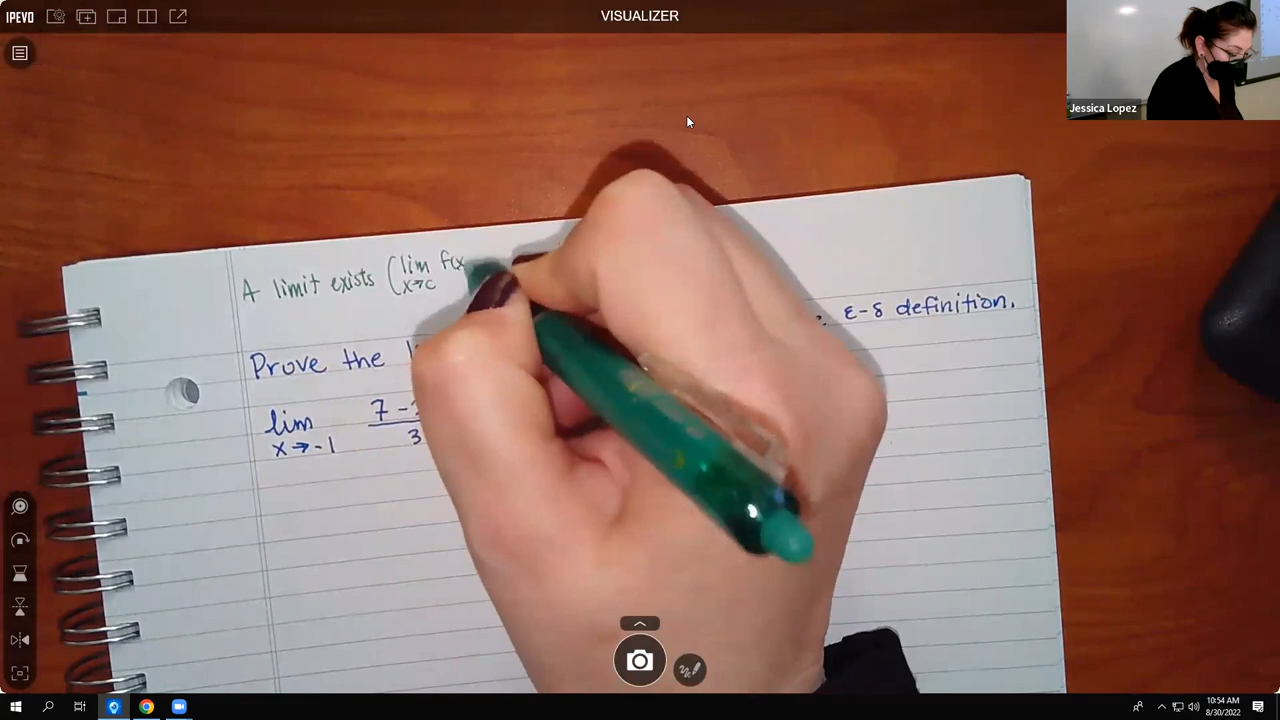 IPEVO
VISUALIZER
Jessica Lopez
A limit exists (lim f(x
x→c
ε-δ definition.
Prove the
lim 7-
x→-1 3
10:54 AM
8/30/2022